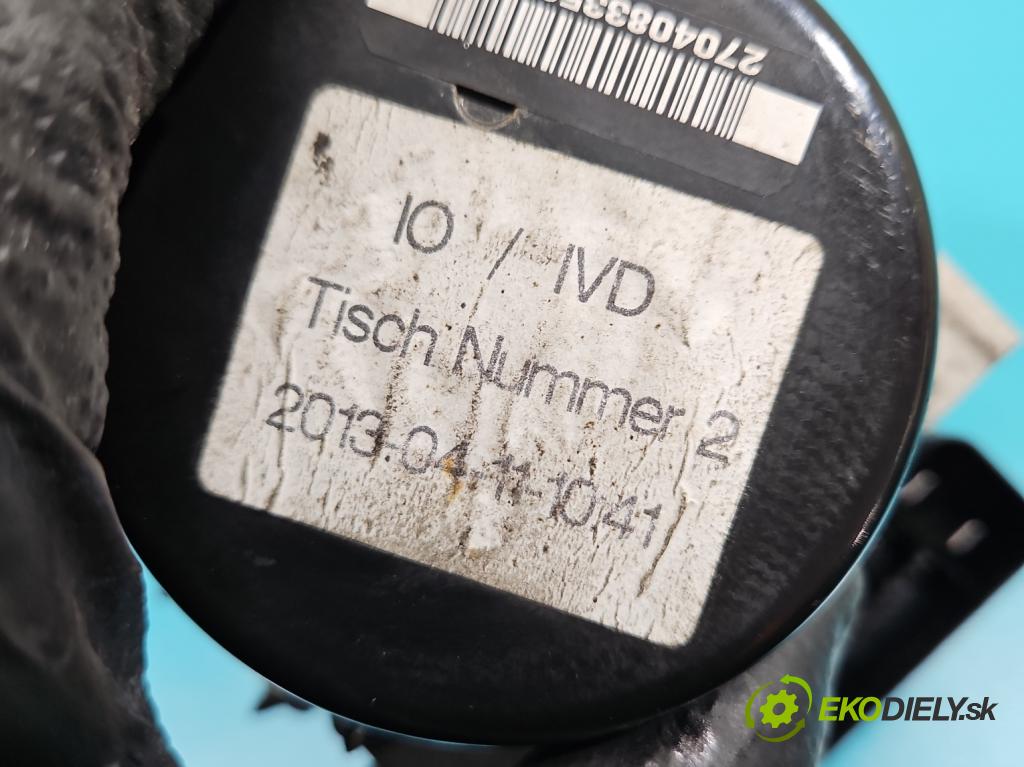 IO / IVD
Tisch Nummer 2
2013-04-11-10:41
EKODIELY.sk